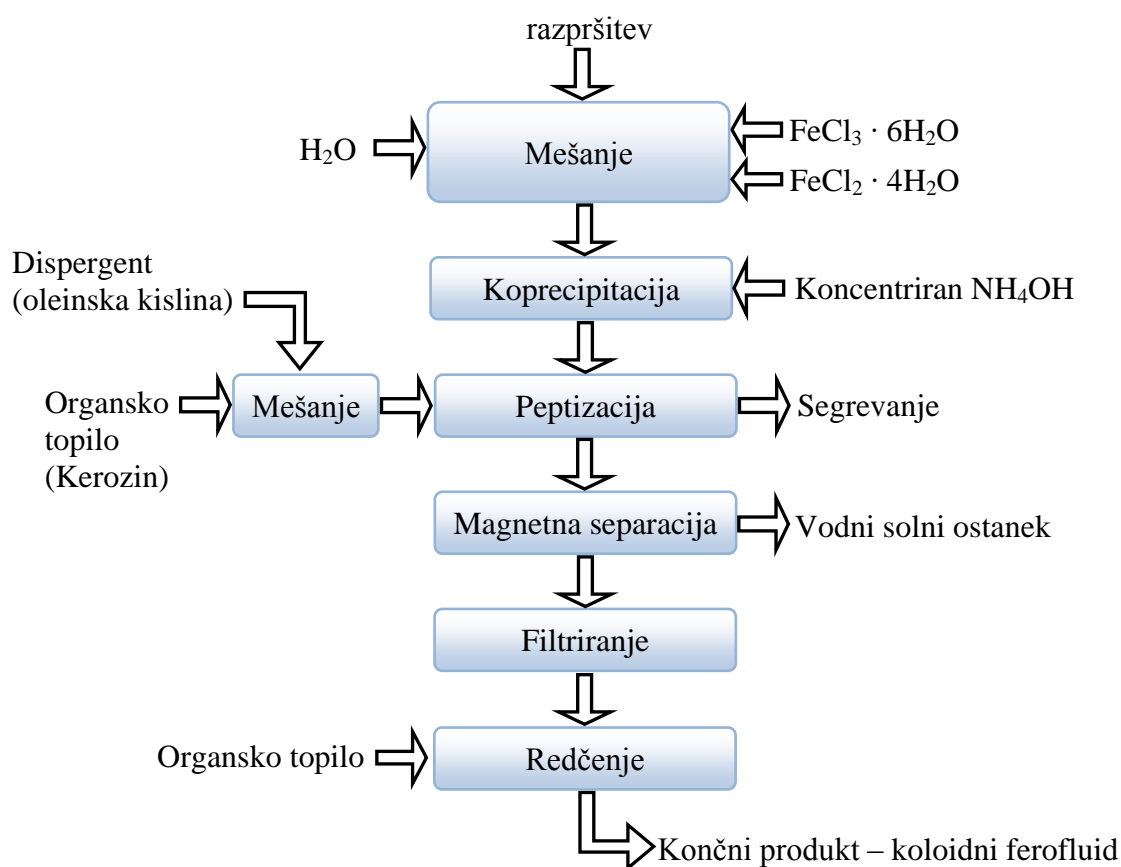 razpršitev
H₂O
Mešanje
FeCl₃ · 6H₂O
FeCl₂ · 4H₂O
Dispergent
(oleinska kislina)
Koprecipitacija
Koncentriran NH₄OH
Organsko
topilo
(Kerozin)
Mešanje
Peptizacija
Segrevanje
Magnetna separacija
Vodni solni ostanek
Filtriranje
Organsko topilo
Redčenje
Končni produkt – koloidni ferofluid